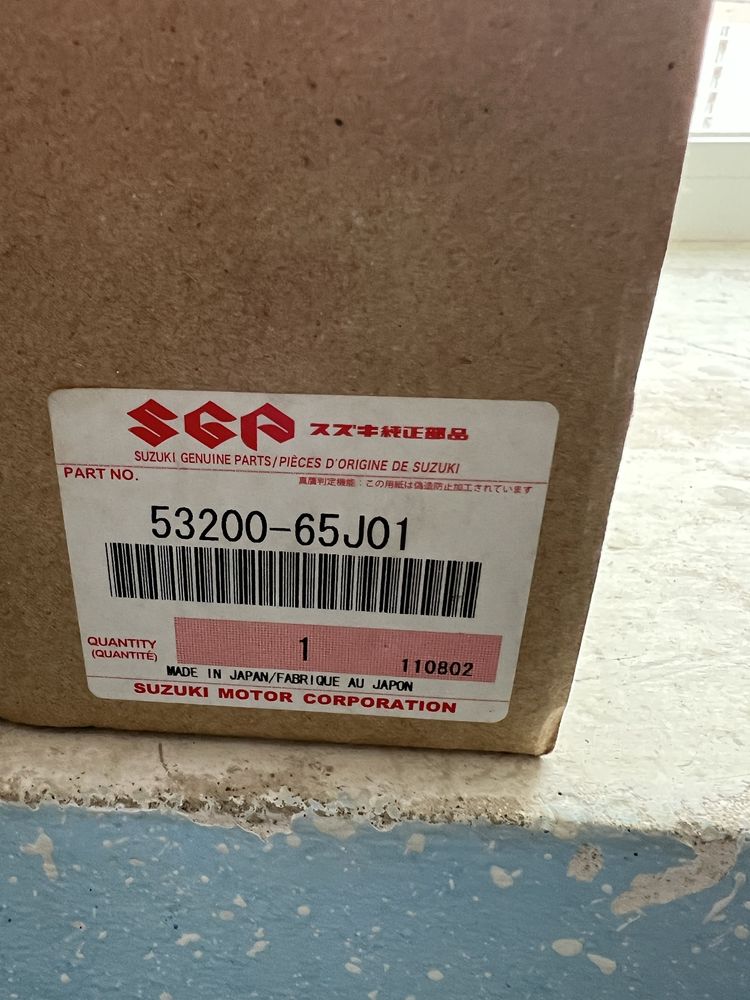 SGP スズキ純正部品
SUZUKI GENUINE PARTS/PIÈCES D'ORIGINE DE SUZUKI
PART NO.
真贋判定機能：この用紙は偽造防止加工されています
53200-65J01
QUANTITY
(QUANTITÉ)
1
110802
MADE IN JAPAN/FABRIQUE AU JAPON
SUZUKI MOTOR CORPORATION